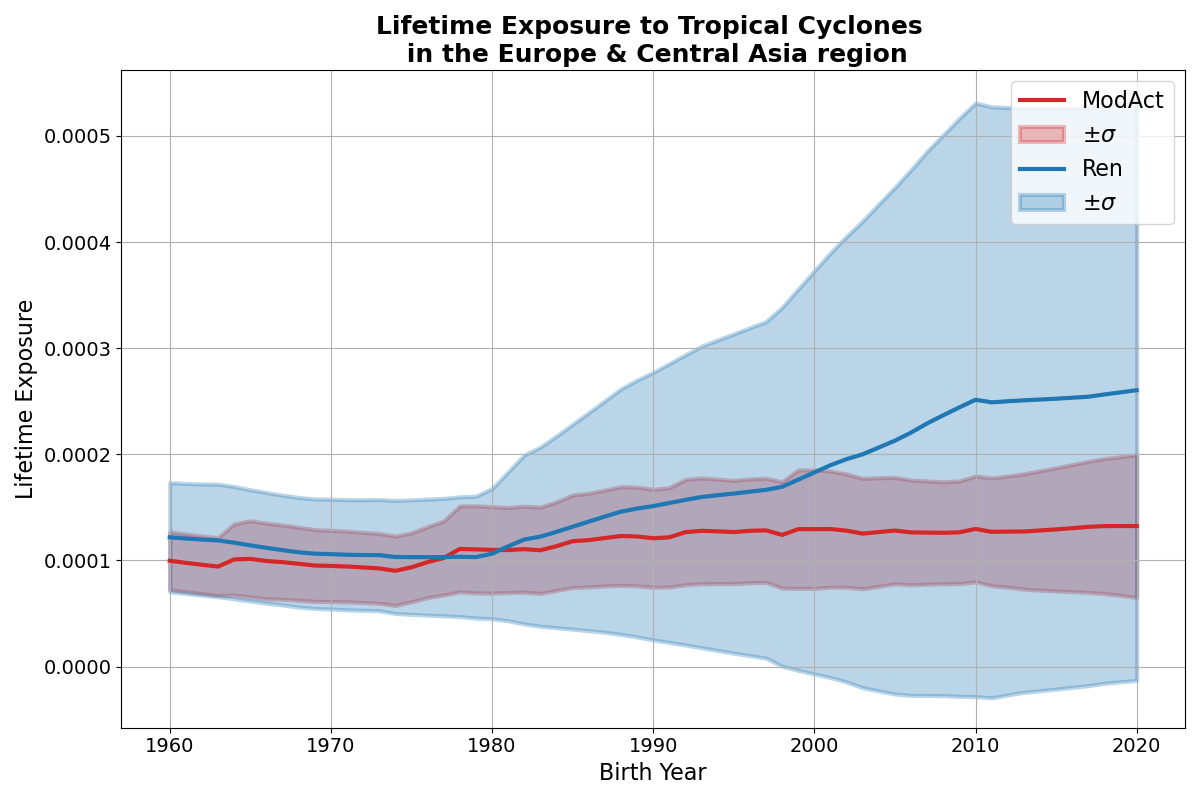 Lifetime Exposure to Tropical Cyclones
in the Europe & Central Asia region
ModAct
±σ
Ren
±σ
Lifetime Exposure
0.0005
0.0004
0.0003
0.0002
0.0001
0.0000
1960 1970 1980 1990 2000 2010 2020
Birth Year